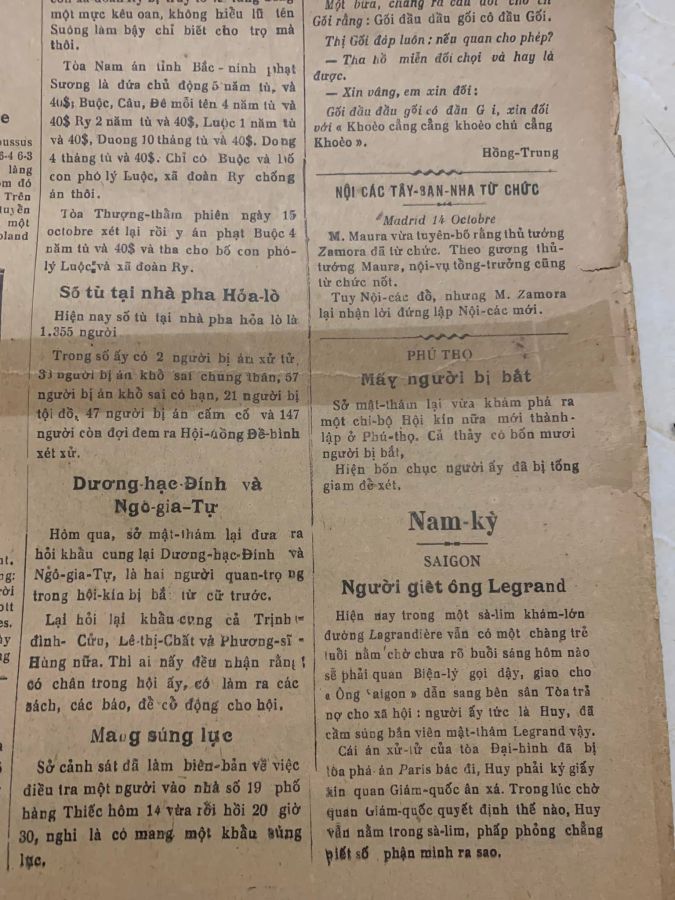 một mực kêu oan, không hiểu lũ tên
Suông làm bậy chỉ biết cho trọ mà
thôi.
Tòa Nam án tỉnh Bắc-ninh phạt
Sương là đứa chủ động 5 năm tù, và
40$; Buộc, Câu, Đê mỗi tên 4 năm tù và
40$ Ry 2 năm tù và 40$, Luộc 1 năm tù
và 40$, Duong 10 tháng tù và 40$. Dong
4 tháng tù và 40$. Chỉ có Buộc và bố
con phó lý Luộc, xã đoàn Ry chống
án thôi.
Tòa Thượng-thẩm phiên ngày 15
octobre xét lại rồi y án phạt Buộc 4
năm tù và 40$ và tha cho bố con phó-
lý Luộc và xã đoàn Ry.
Số tù tại nhà pha Hỏa-lò
Hiện nay số tù tại nhà pha hỏa lò là
1.355 người
Trong số ấy có 2 người bị án xử tử,
người bị án khổ sai chung thân, 57
người bị án khổ sai có hạn, 21 người bị
tội đồ, 47 người bị án cấm cố và 147
người còn đợi đem ra Hội-đồng Đề-hình
xét xử.
Dương-hạc-Đính và
Ngô-gia-Tự
Hôm qua, sở mật-thám lại đưa ra
hỏi khẩu cung lại Dương-hạc-Đính và
Ngô-gia-Tự, là hai người quan-trọng
trong hội-kín bị bắt từ cữ trước.
Lại hỏi lại khẩu cung cả Trịnh-
đình-Cửu, Lê-thị-Chất và Phương-sĩ-
Hùng nữa. Thì ai nấy đều nhận rằng
có chân trong hội ấy, có làm ra các
sách, các báo, để cổ động cho hội.
Mang súng lục
Sở cảnh sát đã làm biên-bản về việc
điều tra một người vào nhà số 19 phố
hàng Thiếc hôm 14 vừa rồi hồi 20 giờ
30, nghi là có mang một khẩu súng
lục.
Gối rằng: Gối đầu đầu gối cô đầu Gối.
Thị Gối đáp luôn: nếu quan cho phép?
— Tha hồ miễn đối chọi và hay là
được.
— Xin vâng, em xin đối:
Gối đầu đầu gối cô đầu G i, xin đối
với « Khoèo cẳng cẳng khoèo chú cẳng
Khoèo ».
Hồng-Trung
NỘI CÁC TÂY-BAN-NHA TỪ CHỨC
Madrid 14 Octobre
M. Maura vừa tuyên-bố rằng thủ tướng
Zamora đã từ chức. Theo gương thủ-
tướng Maura, nội-vụ tổng-trưởng cũng
từ chức nốt.
Tuy Nội-các đổ, nhưng M. Zamora
lại nhận lời đứng lập Nội-các mới.
PHÚ THỌ
Mấy người bị bắt
Sở mật-thám lại vừa khám phá ra
một chi-bộ Hội kín nữa mới thành-
lập ở Phú-thọ. Cả thảy có bốn mươi
người bị bắt,
Hiện bốn chục người ấy đã bị tống
giam để xét.
Nam-kỳ
SAIGON
Người giết ông Legrand
Hiện nay trong một sà-lim khám-lớn
đường Lagrandière vẫn có một chàng trẻ
tuổi nằm chờ chưa rõ buổi sáng hôm nào
sẽ phải quan Biện-lý gọi dậy, giao cho
« Ông Saigon » dẫn sang bên sân Tòa trả
nợ cho xã hội: người ấy tức là Huy, đã
cầm súng bắn viên mật-thám Legrand vậy.
Cái án xử-tử của tòa Đại-hình đã bị
tòa phá án Paris bác đi, Huy phải ký giấy
xin quan Giám-quốc ân xá. Trong lúc chờ
quan Giám-quốc quyết định thế nào, Huy
vẫn nằm trong sà-lim, phấp phỏng chẳng
biết số phận mình ra sao.